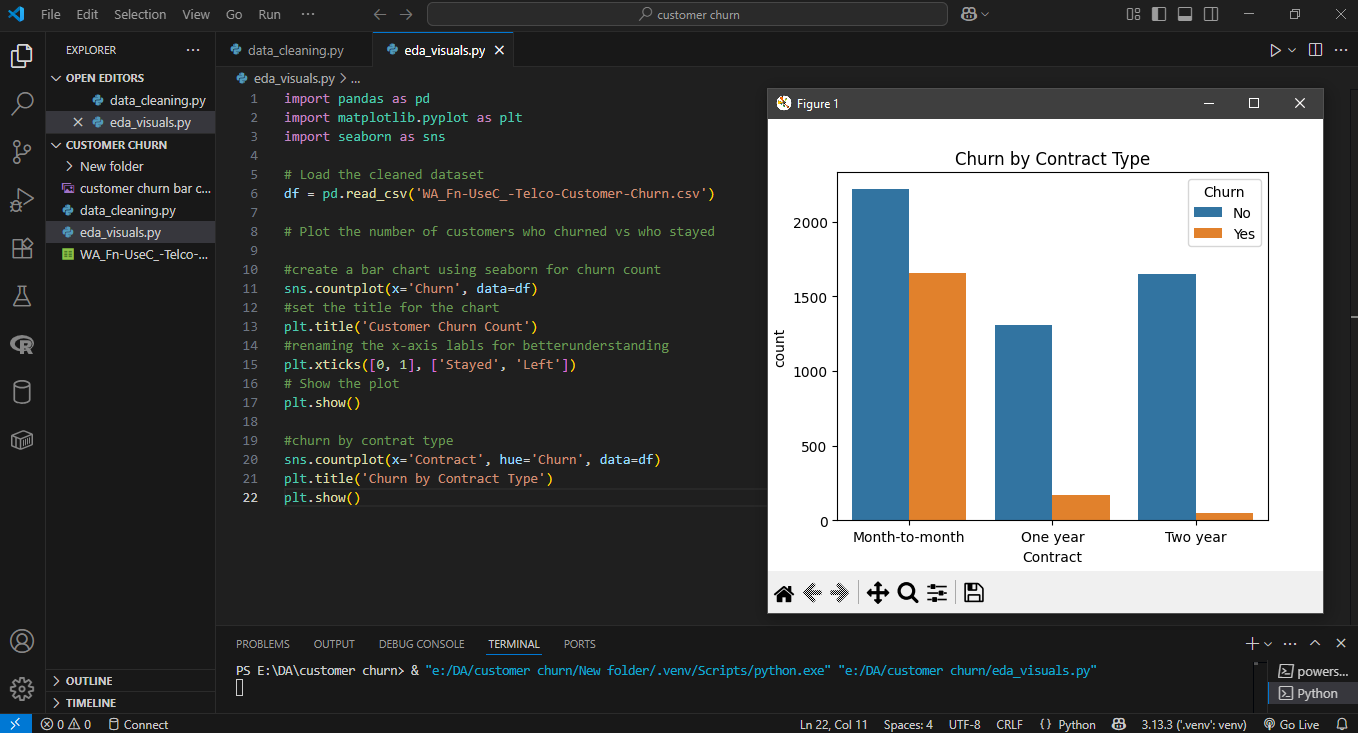 File Edit Selection View Go Run ···
customer churn
EXPLORER
OPEN EDITORS
data_cleaning.py
eda_visuals.py
CUSTOMER CHURN
New folder
customer churn bar c...
data_cleaning.py
eda_visuals.py
WA_Fn-UseC_-Telco-...
OUTLINE
TIMELINE
data_cleaning.py
eda_visuals.py
eda_visuals.py > ...
1 import pandas as pd
2 import matplotlib.pyplot as plt
3 import seaborn as sns
4
5 # Load the cleaned dataset
6 df = pd.read_csv('WA_Fn-UseC_-Telco-Customer-Churn.csv')
7
8 # Plot the number of customers who churned vs who stayed
9
10 #create a bar chart using seaborn for churn count
11 sns.countplot(x='Churn', data=df)
12 #set the title for the chart
13 plt.title('Customer Churn Count')
14 #renaming the x-axis labls for betterunderstanding
15 plt.xticks([0, 1], ['Stayed', 'Left'])
16 # Show the plot
17 plt.show()
18
19 #churn by contrat type
20 sns.countplot(x='Contract', hue='Churn', data=df)
21 plt.title('Churn by Contract Type')
22 plt.show()
Figure 1
Churn by Contract Type
Churn
No
Yes
2000
1500
1000
500
0
count
Month-to-month One year Two year
Contract
PROBLEMS OUTPUT DEBUG CONSOLE TERMINAL PORTS
PS E:\DA\customer churn> & "e:/DA/customer churn/New folder/.venv/Scripts/python.exe" "e:/DA/customer churn/eda_visuals.py"
powers...
Python
0 0 Connect
Ln 22, Col 11 Spaces: 4 UTF-8 CRLF {} Python 3.13.3 ('.venv': venv) Go Live